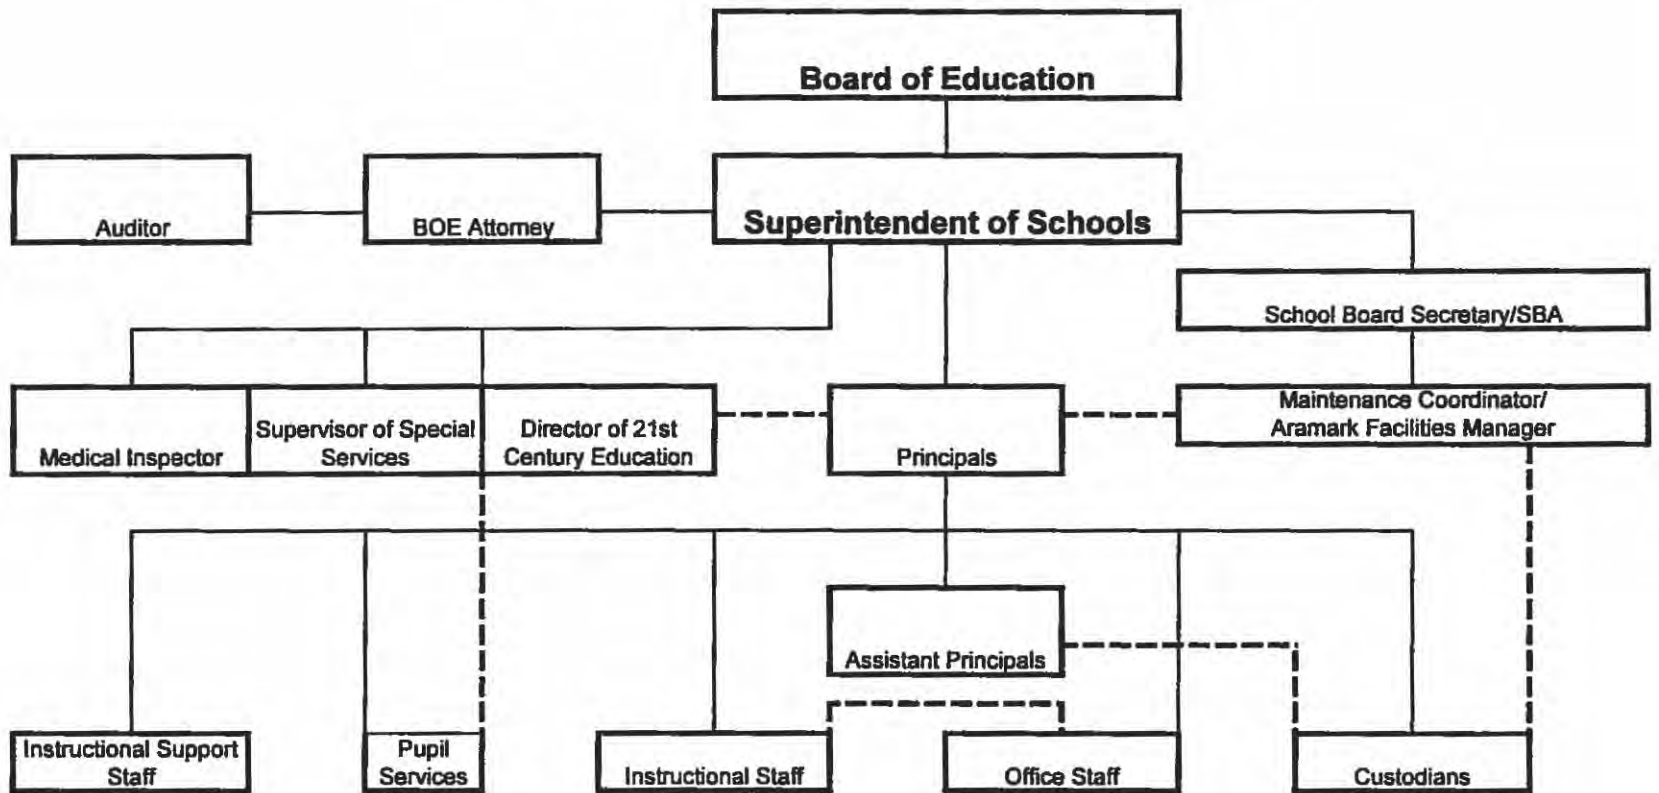 Board of Education
Auditor
BOE Attorney
Superintendent of Schools
School Board Secretary/SBA
Medical Inspector
Supervisor of Special
Services
Director of 21st
Century Education
Principals
Maintenance Coordinator/
Aramark Facilities Manager
Assistant Principals
Instructional Support
Staff
Pupil
Services
Instructional Staff
Office Staff
Custodians